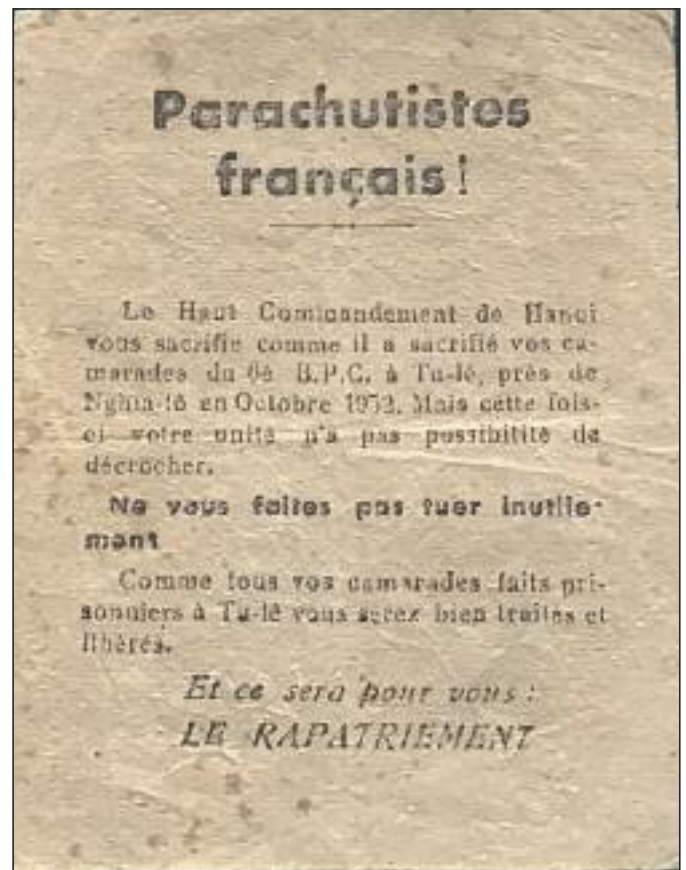 Parachutistes
français!
Le Haut Commandement de Hanoi
vous sacrifie comme il a sacrifié vos ca-
marades du 6è B.P.C. à Tu-lê, près de
Nghia-lô en Octobre 1952. Mais cette fois-
ci votre unité n'a pas possibitité de
décrocher.
Ne vous faites pas tuer inutile-
ment
Comme tous vos camarades faits pri-
sonniers à Tu-lê vous serez bien traités et
libérés.
Et ce sera pour vous :
LE RAPATRIEMENT